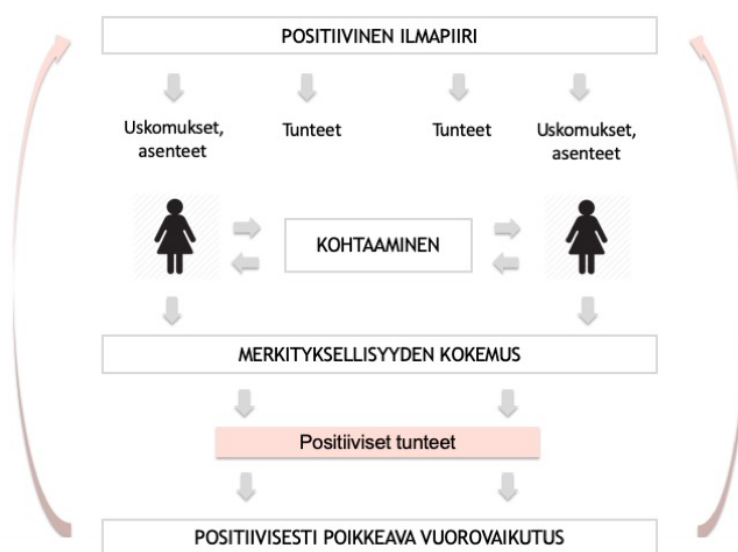 POSITIIVINEN ILMAPIIRI
Uskomukset,
asenteet
Tunteet
Tunteet
Uskomukset,
asenteet
KOHTAAMINEN
MERKITYKSELLISYYDEN KOKEMUS
Positiiviset tunteet
POSITIIVISESTI POIKKEAVA VUOROVAIKUTUS